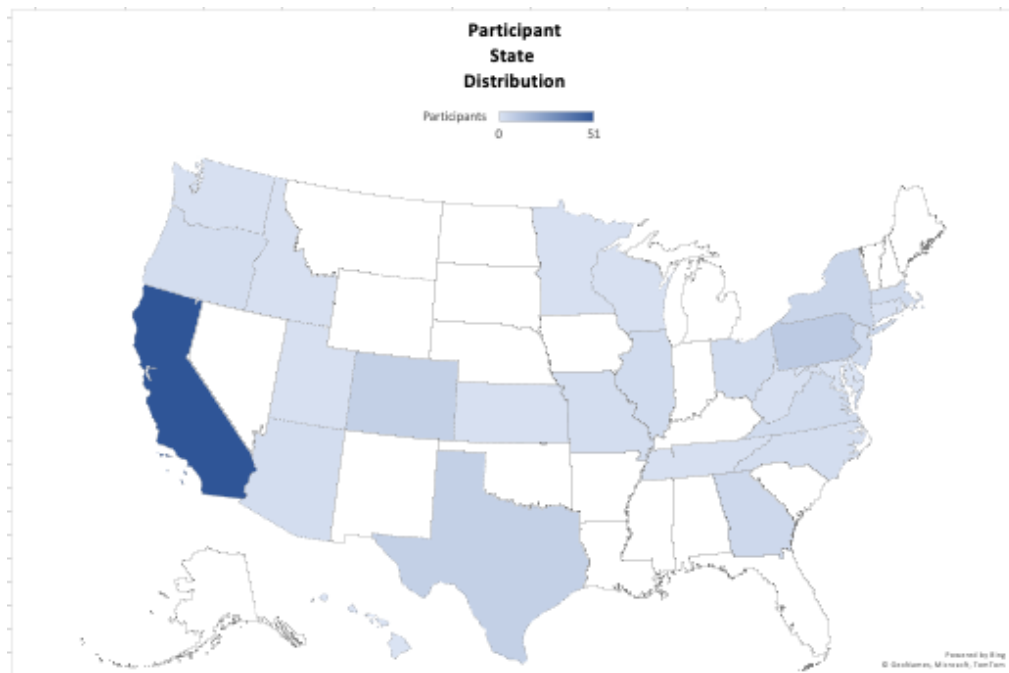 Participant
State
Distribution
Participants
0
51
Powered by Bing
© GeoNames, Microsoft, TomTom